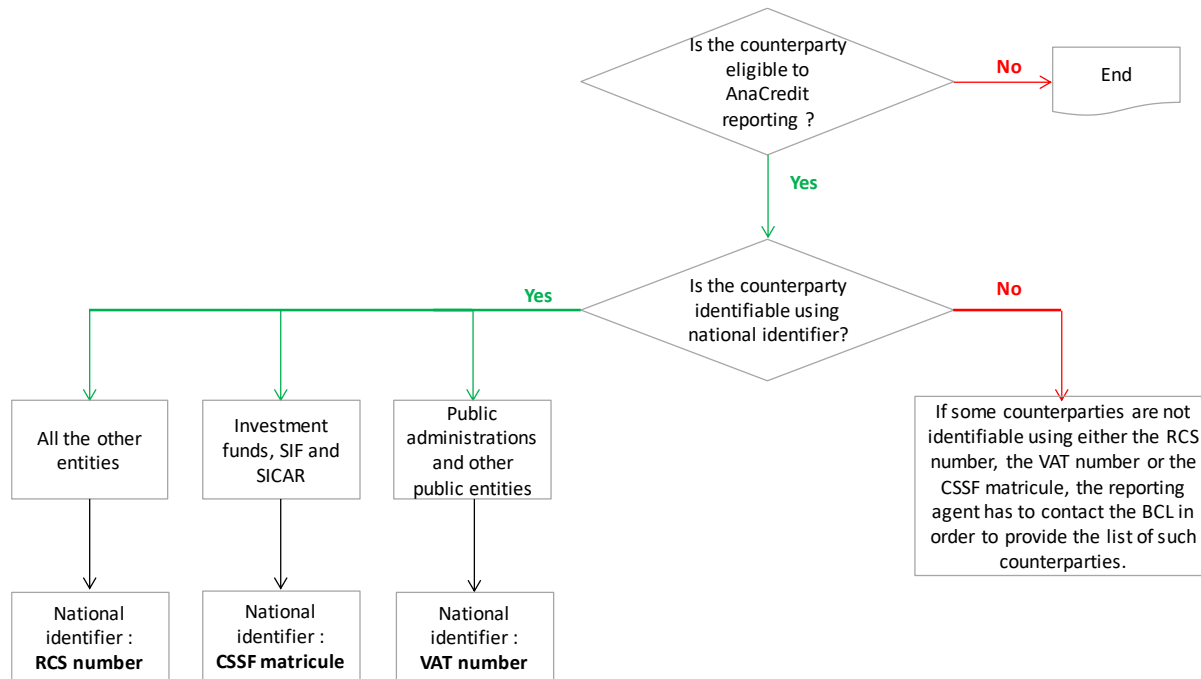 Is the counterparty
eligible to
AnaCredit
reporting ?
No
End
Yes
Is the counterparty
identifiable using
national identifier?
Yes
No
All the other
entities
Investment
funds, SIF and
SICAR
Public
administrations
and other
public entities
If some counterparties are not
identifiable using either the RCS
number, the VAT number or the
CSSF matricule, the reporting
agent has to contact the BCL in
order to provide the list of such
counterparties.
National
identifier :
RCS number
National
identifier :
CSSF matricule
National
identifier :
VAT number